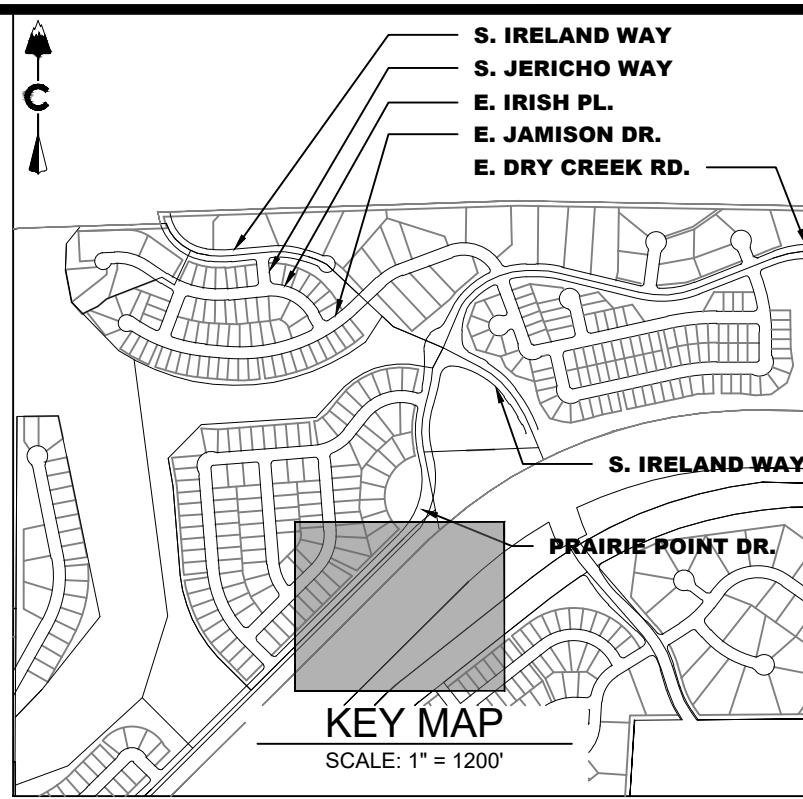 S. IRELAND WAY
S. JERICHO WAY
E. IRISH PL.
E. JAMISON DR.
E. DRY CREEK RD.
C
S. IRELAND WAY
PRAIRIE POINT DR.
KEY MAP
SCALE: 1" = 1200'